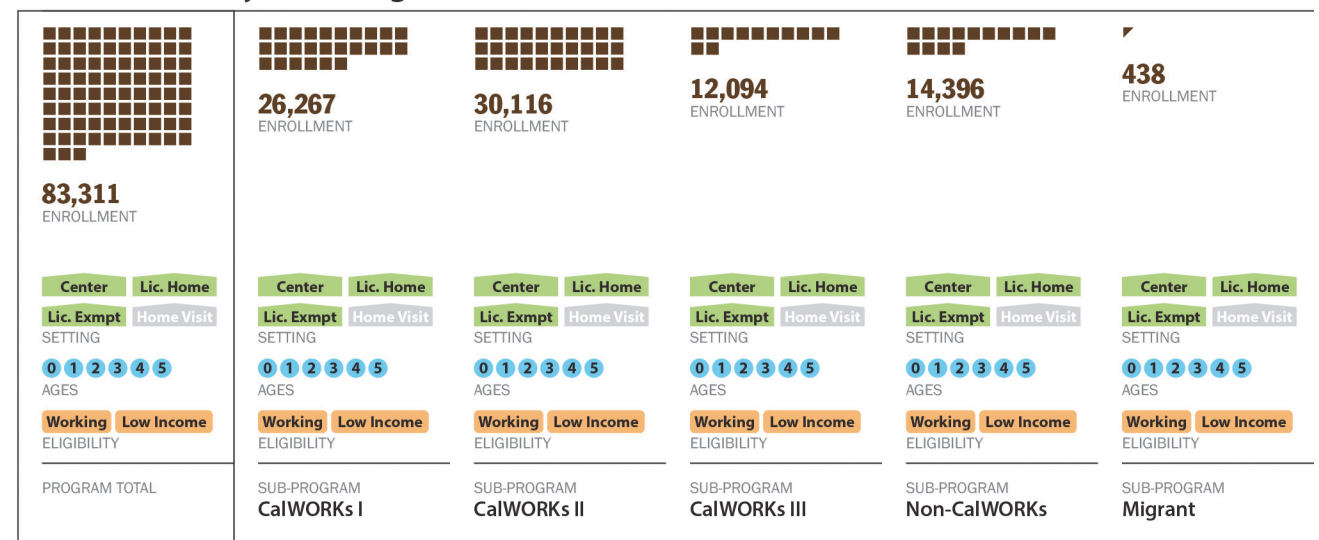 83,311
ENROLLMENT
Center Lic. Home
Lic. Exmpt Home Visit
SETTING
0 1 2 3 4 5
AGES
Working Low Income
ELIGIBILITY
PROGRAM TOTAL
26,267
ENROLLMENT
Center Lic. Home
Lic. Exmpt Home Visit
SETTING
0 1 2 3 4 5
AGES
Working Low Income
ELIGIBILITY
SUB-PROGRAM
CalWORKs I
30,116
ENROLLMENT
Center Lic. Home
Lic. Exmpt Home Visit
SETTING
0 1 2 3 4 5
AGES
Working Low Income
ELIGIBILITY
SUB-PROGRAM
CalWORKs II
12,094
ENROLLMENT
Center Lic. Home
Lic. Exmpt Home Visit
SETTING
0 1 2 3 4 5
AGES
Working Low Income
ELIGIBILITY
SUB-PROGRAM
CalWORKs III
14,396
ENROLLMENT
Center Lic. Home
Lic. Exmpt Home Visit
SETTING
0 1 2 3 4 5
AGES
Working Low Income
ELIGIBILITY
SUB-PROGRAM
Non-CalWORKs
438
ENROLLMENT
Center Lic. Home
Lic. Exmpt Home Visit
SETTING
0 1 2 3 4 5
AGES
Working Low Income
ELIGIBILITY
SUB-PROGRAM
Migrant